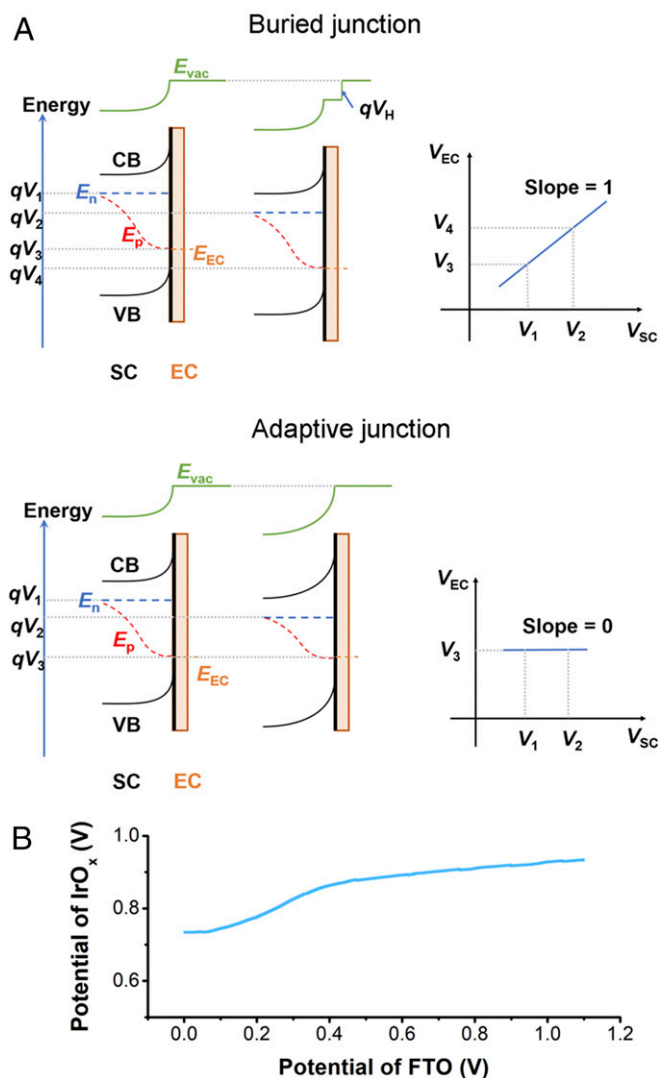 A
Buried junction
Evac
qVH
Energy
CB
qV1
En
qV2
Ep
qV3
EEC
qV4
VB
SC EC
VEC
Slope = 1
V4
V3
V1 V2 VSC
Adaptive junction
Evac
Energy
CB
qV1
En
qV2
Ep
qV3
EEC
VB
SC EC
VEC
Slope = 0
V3
V1 V2 VSC
B
Potential of IrOx (V)
1.0
0.8
0.6
0.0 0.2 0.4 0.6 0.8 1.0 1.2
Potential of FTO (V)